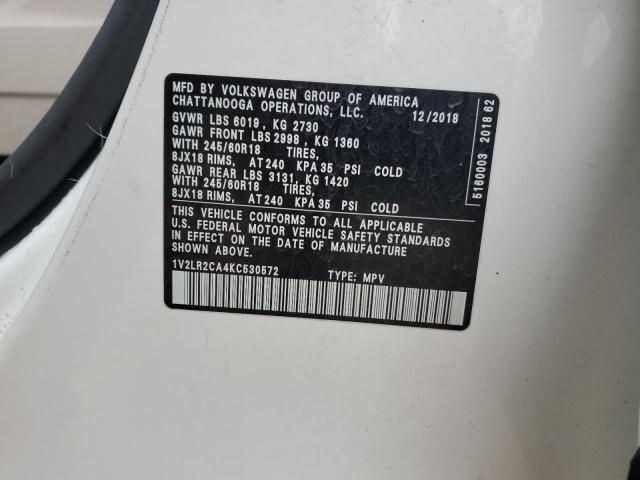 MFD BY VOLKSWAGEN GROUP OF AMERICA
CHATTANOOGA OPERATIONS, LLC. 12/2018
GVWR LBS 6019, KG 2730
GAWR FRONT LBS 2998, KG 1360
WITH 245/60R18 TIRES,
8JX18 RIMS, AT 240 KPA 35 PSI COLD
GAWR REAR LBS 3131, KG 1420
WITH 245/60R18 TIRES,
8JX18 RIMS, AT 240 KPA 35 PSI COLD
THIS VEHICLE CONFORMS TO ALL APPLICABLE
U.S. FEDERAL MOTOR VEHICLE SAFETY STANDARDS
IN EFFECT ON THE DATE OF MANUFACTURE
SHOWN ABOVE.
1V2LR2CA4KC530572 TYPE: MPV
5160003 2018 62